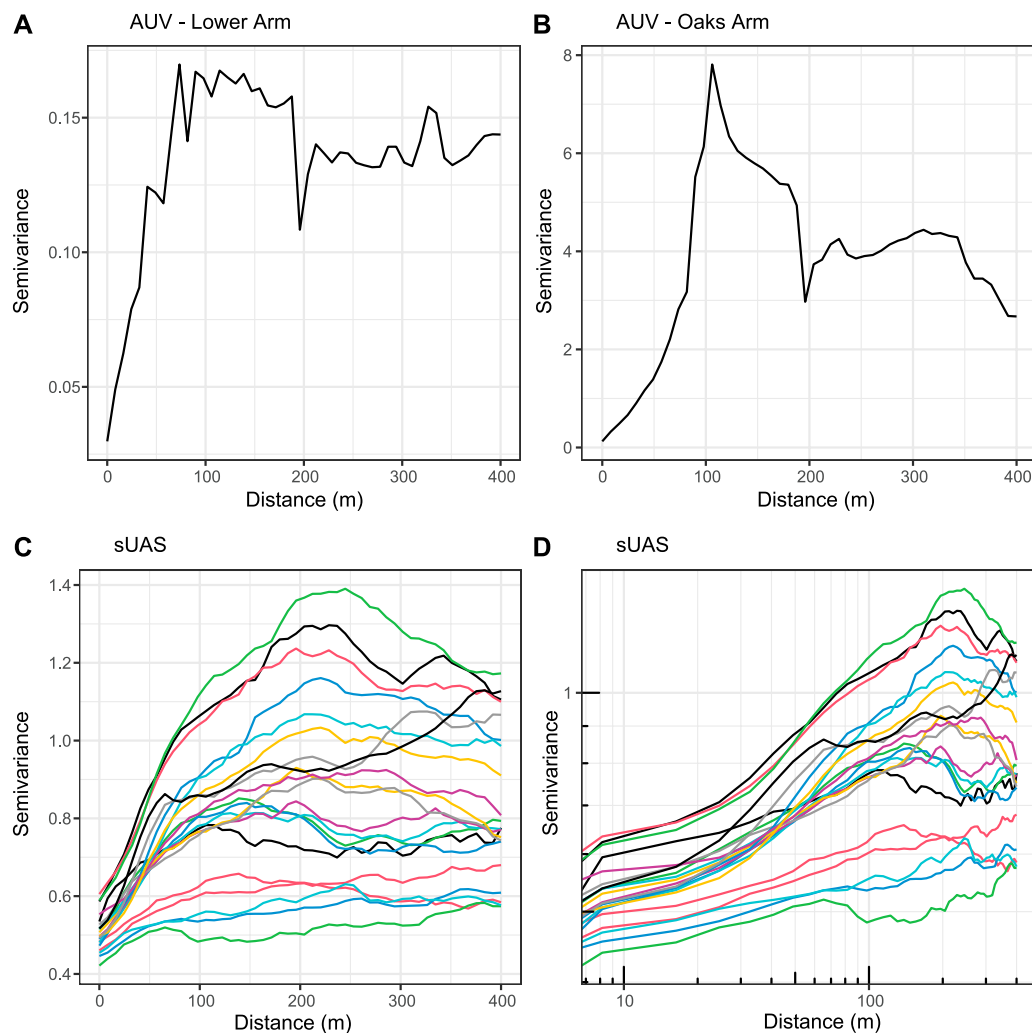 A AUV - Lower Arm
0.15
0.10
0.05
Semivariance
0 100 200 300 400
Distance (m)
B AUV - Oaks Arm
8
6
4
2
0
Semivariance
0 100 200 300 400
Distance (m)
C sUAS
1.4
1.2
1.0
0.8
0.6
0.4
Semivariance
0 100 200 300 400
Distance (m)
D sUAS
1
Semivariance
10 100
Distance (m)